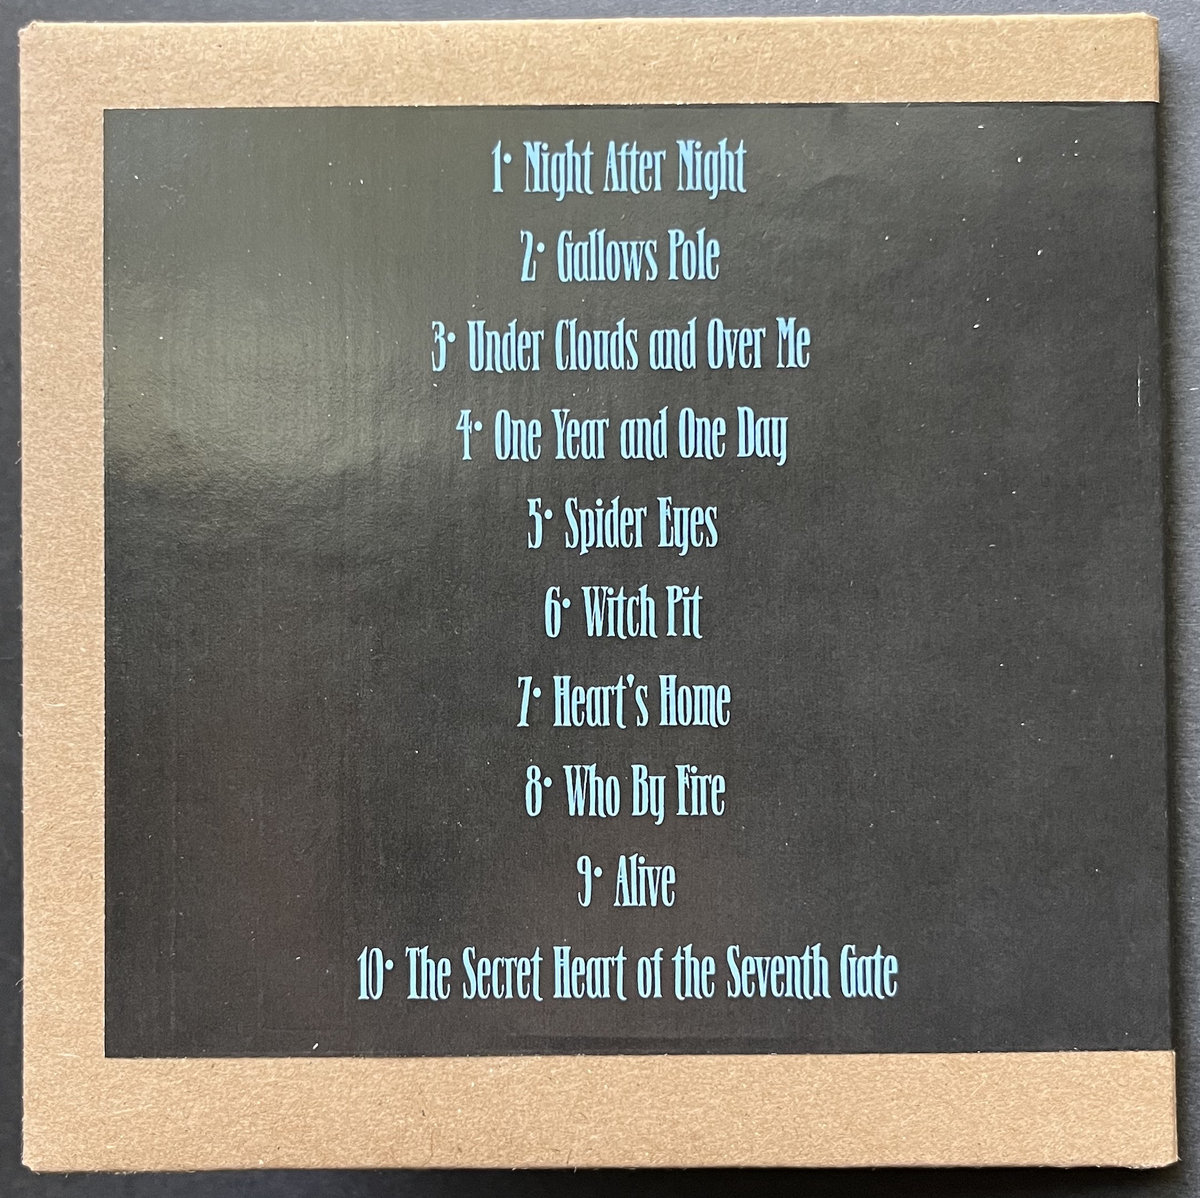 1• Night After Night
2• Gallows Pole
3• Under Clouds and Over Me
4• One Year and One Day
5• Spider Eyes
6• Witch Pit
7• Heart's Home
8• Who By Fire
9• Alive
10• The Secret Heart of the Seventh Gate